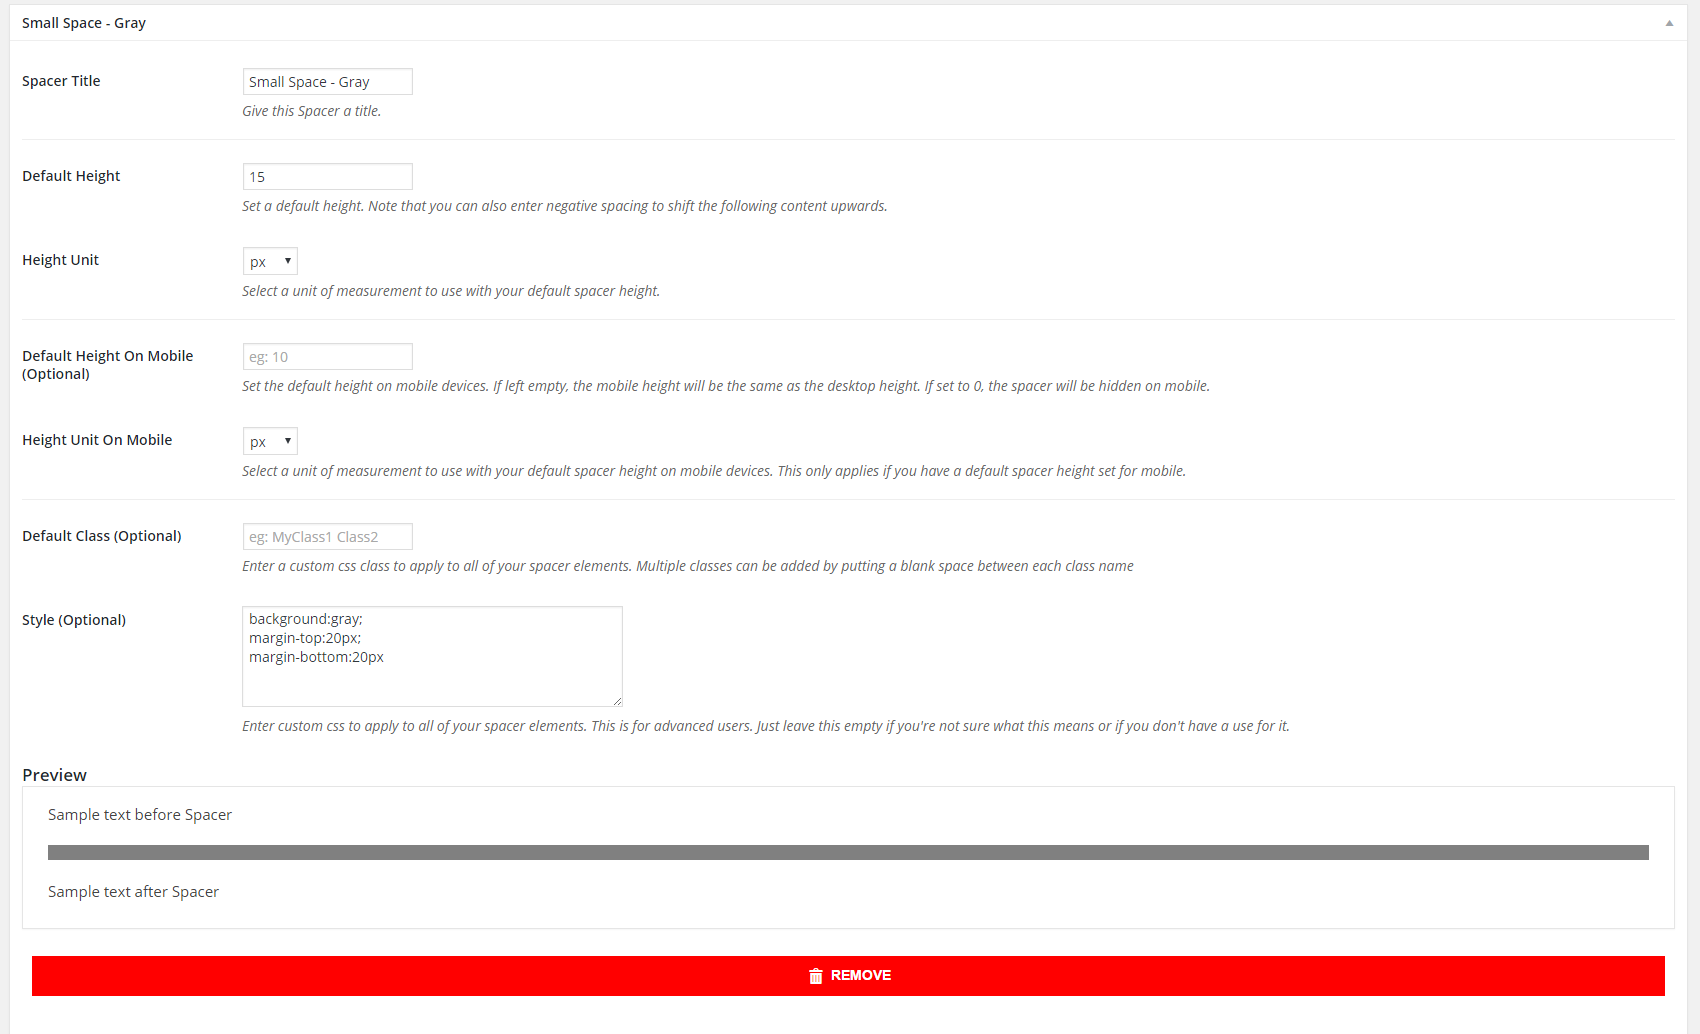 Small Space - Gray
Spacer Title
Small Space - Gray
Give this Spacer a title.
Default Height
15
Set a default height. Note that you can also enter negative spacing to shift the following content upwards.
Height Unit
px
Select a unit of measurement to use with your default spacer height.
Default Height On Mobile
(Optional)
eg: 10
Set the default height on mobile devices. If left empty, the mobile height will be the same as the desktop height. If set to 0, the spacer will be hidden on mobile.
Height Unit On Mobile
px
Select a unit of measurement to use with your default spacer height on mobile devices. This only applies if you have a default spacer height set for mobile.
Default Class (Optional)
eg: MyClass1 Class2
Enter a custom css class to apply to all of your spacer elements. Multiple classes can be added by putting a blank space between each class name
Style (Optional)
background:gray;
margin-top:20px;
margin-bottom:20px
Enter custom css to apply to all of your spacer elements. This is for advanced users. Just leave this empty if you're not sure what this means or if you don't have a use for it.
Preview
Sample text before Spacer
Sample text after Spacer
REMOVE